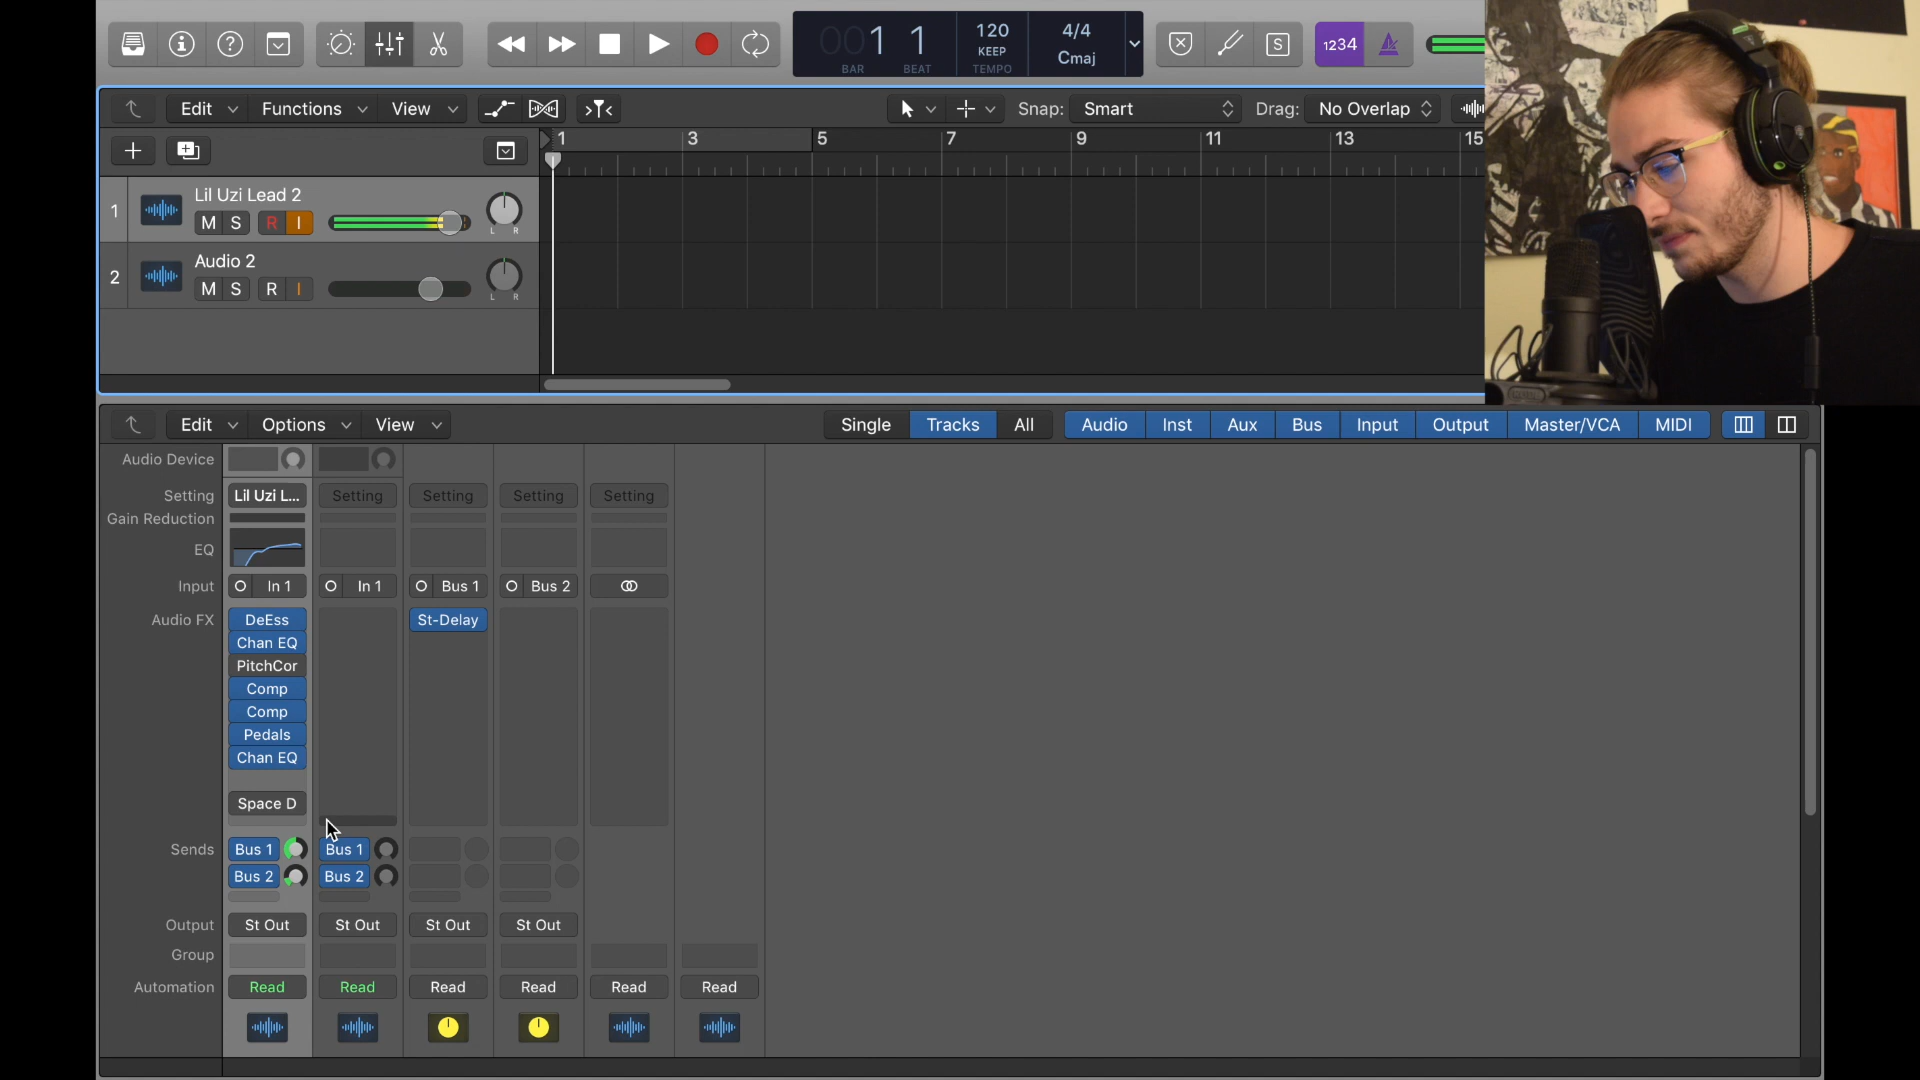 001 1
BAR BEAT
120
KEEP
TEMPO
4/4
Cmaj
S
1234
Edit Functions View
Snap: Smart
Drag: No Overlap
1 3 5 7 9 11 13 15
1
Lil Uzi Lead 2
M S R I
L R
2
Audio 2
M S R I
L R
Edit Options View
Single Tracks All
Audio Inst Aux Bus Input Output Master/VCA MIDI
Audio Device
Setting Lil Uzi L... Setting Setting Setting Setting
Gain Reduction
EQ
Input In 1 In 1 Bus 1 Bus 2
Audio FX DeEss St-Delay
Chan EQ
PitchCor
Comp
Comp
Pedals
Chan EQ
Space D
Sends Bus 1 Bus 1
Bus 2 Bus 2
Output St Out St Out St Out St Out
Group
Automation Read Read Read Read Read Read